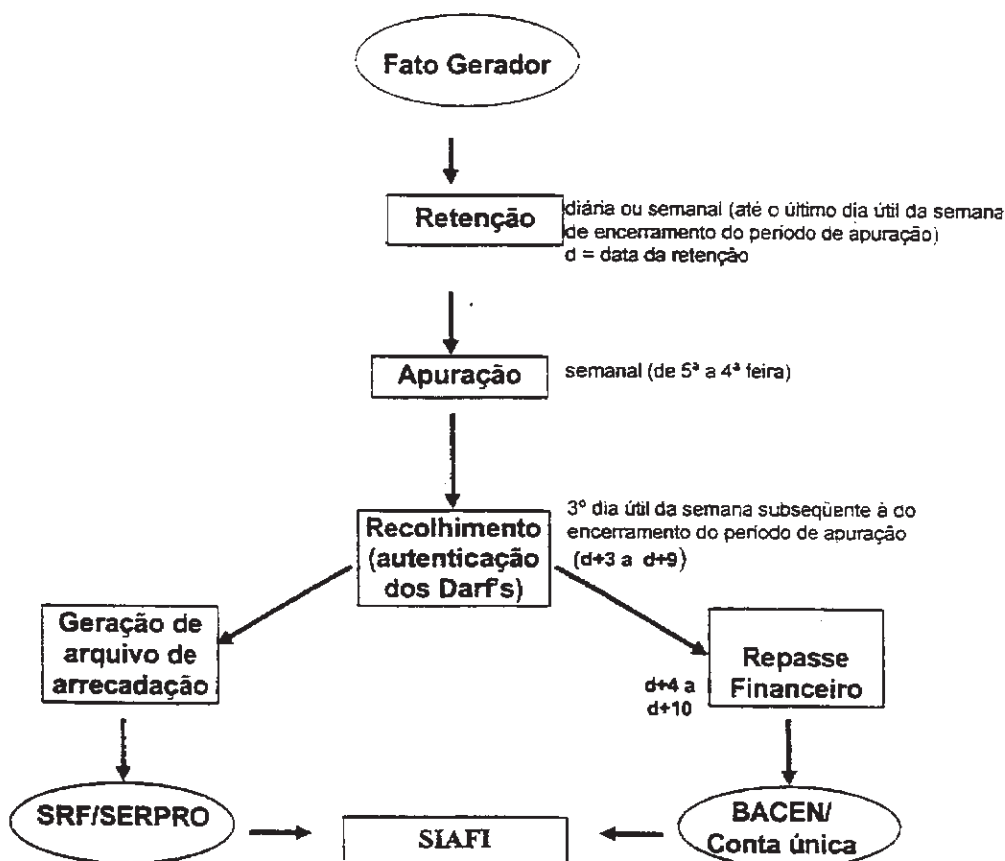 Fato Gerador
Retenção
diária ou semanal (até o último dia útil da semana
de encerramento do período de apuração)
d = data da retenção
Apuração
semanal (de 5ª a 4ª feira)
Recolhimento
(autenticação
dos Darf's)
3º dia útil da semana subseqüente à do
encerramento do período de apuração
(d+3 a d+9)
Geração de
arquivo de
arrecadação
Repasse
Financeiro
d+4 a
d+10
SRF/SERPRO
SIAFI
BACEN/
Conta única